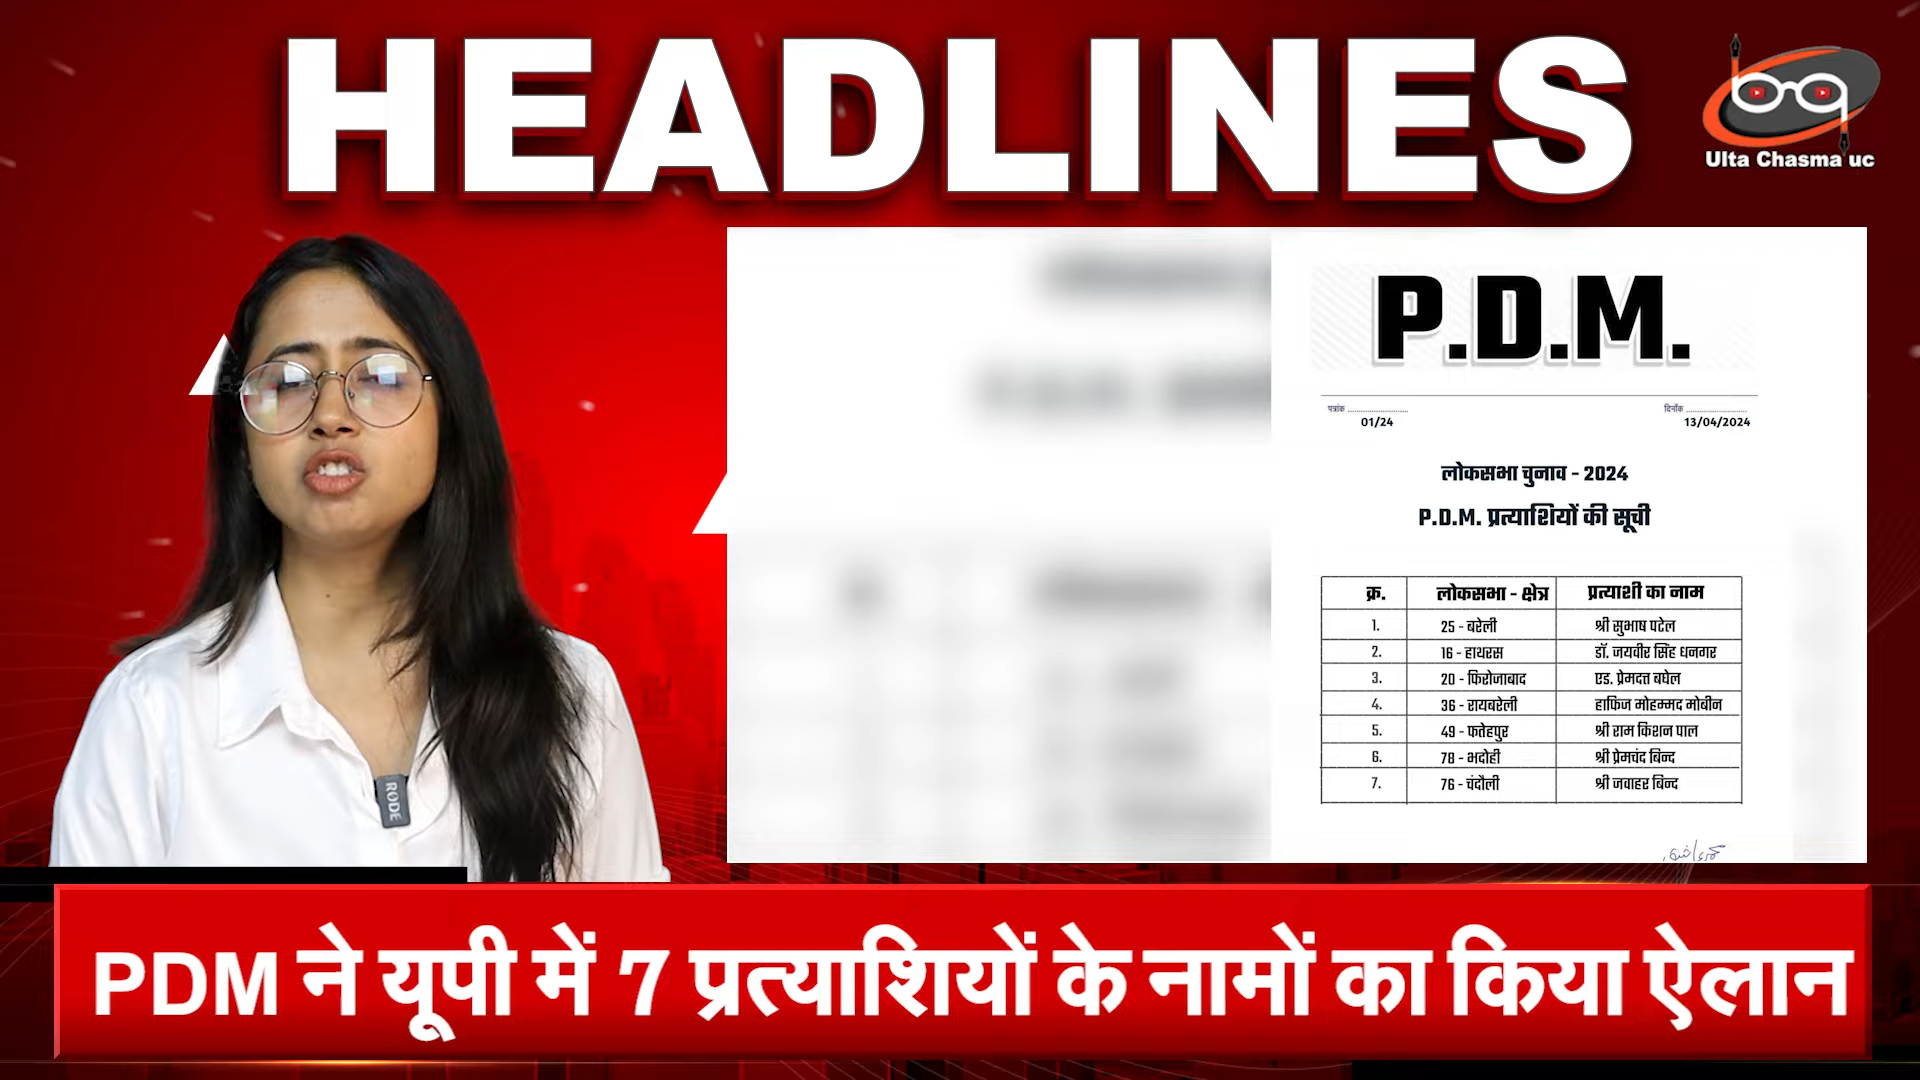 HEADLINES
Ulta Chasma uc
P.D.M.
पत्रांक
दिनाँक
01/24
13/04/2024
लोकसभा चुनाव - 2024
P.D.M. प्रत्याशियों की सूची
क्र. लोकसभा - क्षेत्र प्रत्याशी का नाम
1. 25 - बरेली श्री सुभाष पटेल
2. 16 - हाथरस डॉ. जयवीर सिंह धनगर
3. 20 - फिरोजाबाद एड. प्रेमदत्त बघेल
4. 36 - रायबरेली हाफिज मोहम्मद मोबीन
5. 49 - फतेहपुर श्री राम किशन पाल
6. 78 - भदोही श्री प्रेमचंद बिन्द
7. 76 - चंदौली श्री जवाहर बिन्द
RØDE
PDM ने यूपी में 7 प्रत्याशियों के नामों का किया ऐलान